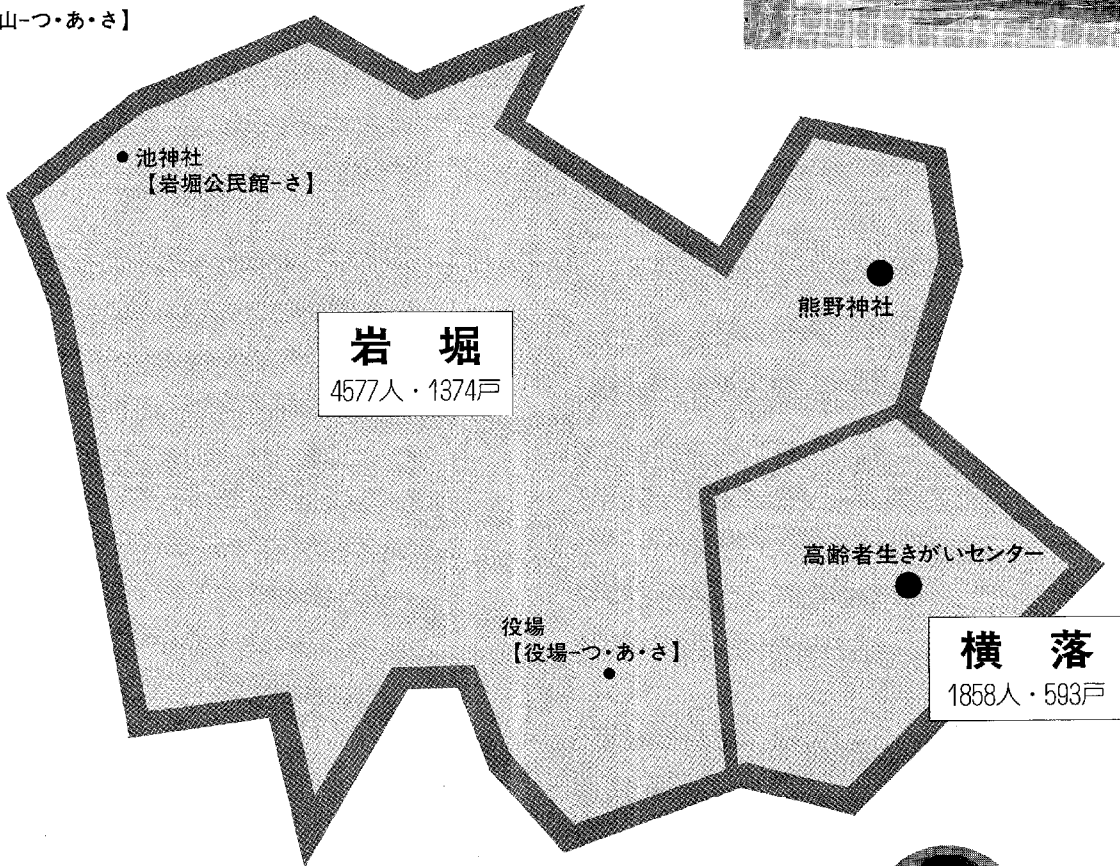 山-つ・あ・さ】
池神社
【岩堀公民館-さ】
熊野神社
岩 堀
4577人・1374戸
高齢者生きがいセンター
役場
【役場-つ・あ・さ】
横 落
1858人・593戸